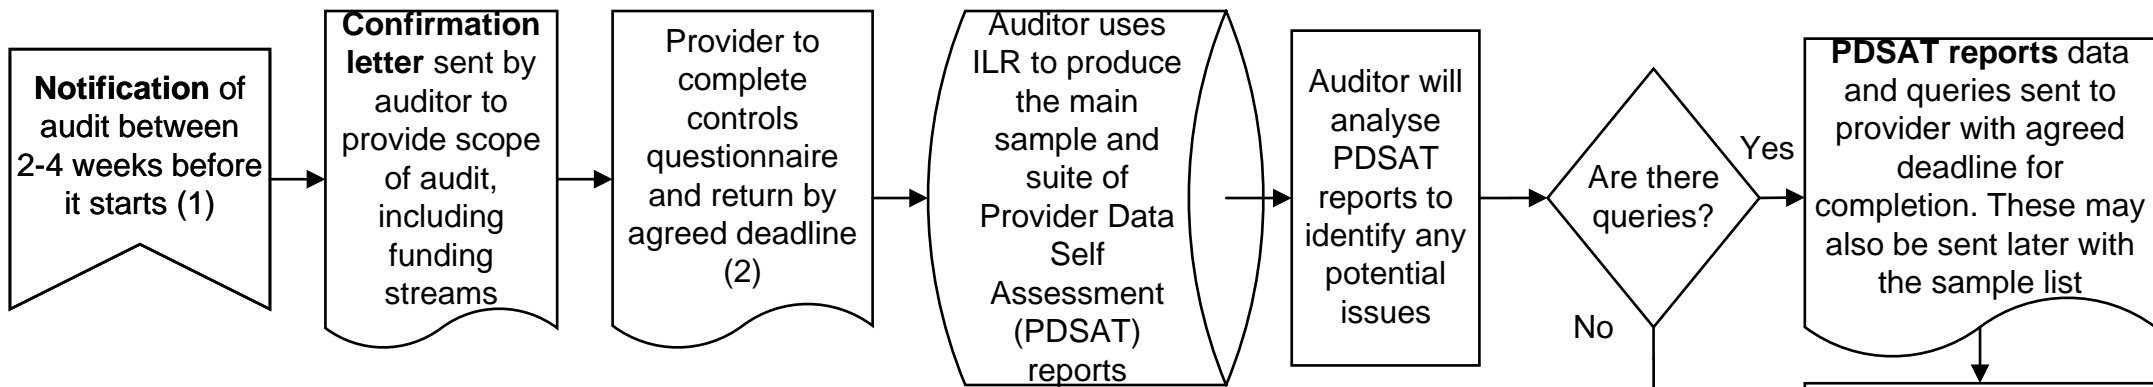 Notification of
audit between
2-4 weeks before
it starts (1)
Confirmation
letter sent by
auditor to
provide scope
of audit,
including
funding
streams
Provider to
complete
controls
questionnaire
and return by
agreed deadline
(2)
Auditor uses
ILR to produce
the main
sample and
suite of
Provider Data
Self
Assessment
(PDSAT)
reports
Auditor will
analyse
PDSAT
reports to
identify any
potential
issues
Are there
queries?
Yes
No
PDSAT reports data
and queries sent to
provider with agreed
deadline for
completion. These may
also be sent later with
the sample list